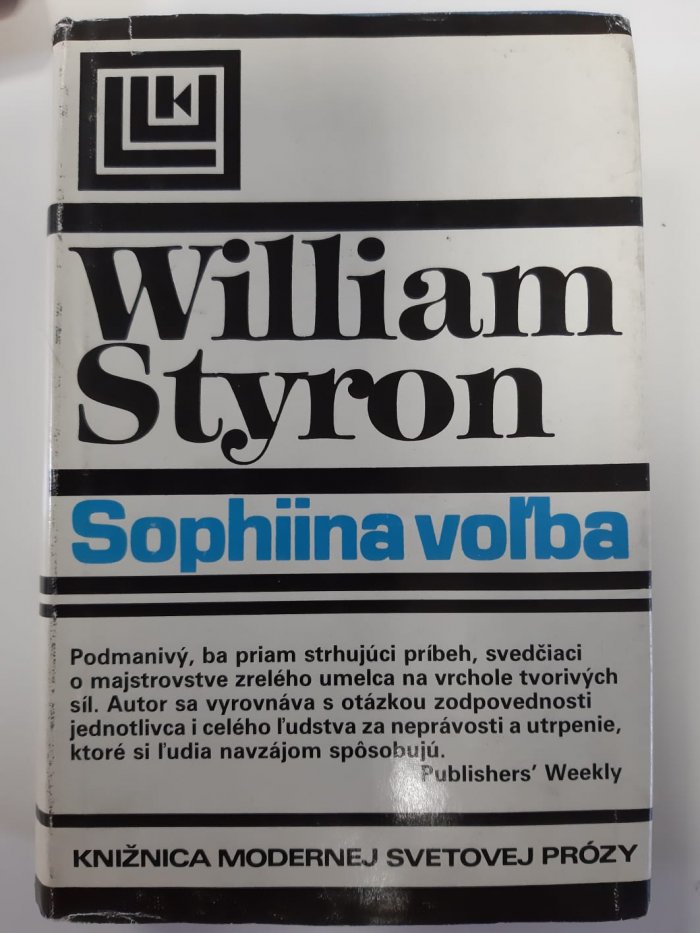 William
Styron
Sophiina voľba
Podmanivý, ba priam strhujúci príbeh, svedčiaci
o majstrovstve zrelého umelca na vrchole tvorivých
síl. Autor sa vyrovnáva s otázkou zodpovednosti
jednotlivca i celého ľudstva za neprávosti a utrpenie,
ktoré si ľudia navzájom spôsobujú.
Publishers' Weekly
KNIŽNICA MODERNEJ SVETOVEJ PRÓZY